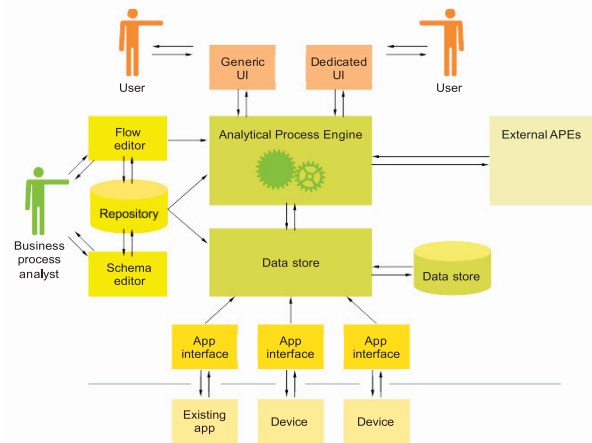 Generic
UI
Dedicated
UI
User
User
Flow
editor
Analytical Process Engine
External APEs
Repository
Business
process
analyst
Schema
editor
Data store
Data store
App
interface
App
interface
App
interface
Existing
app
Device
Device